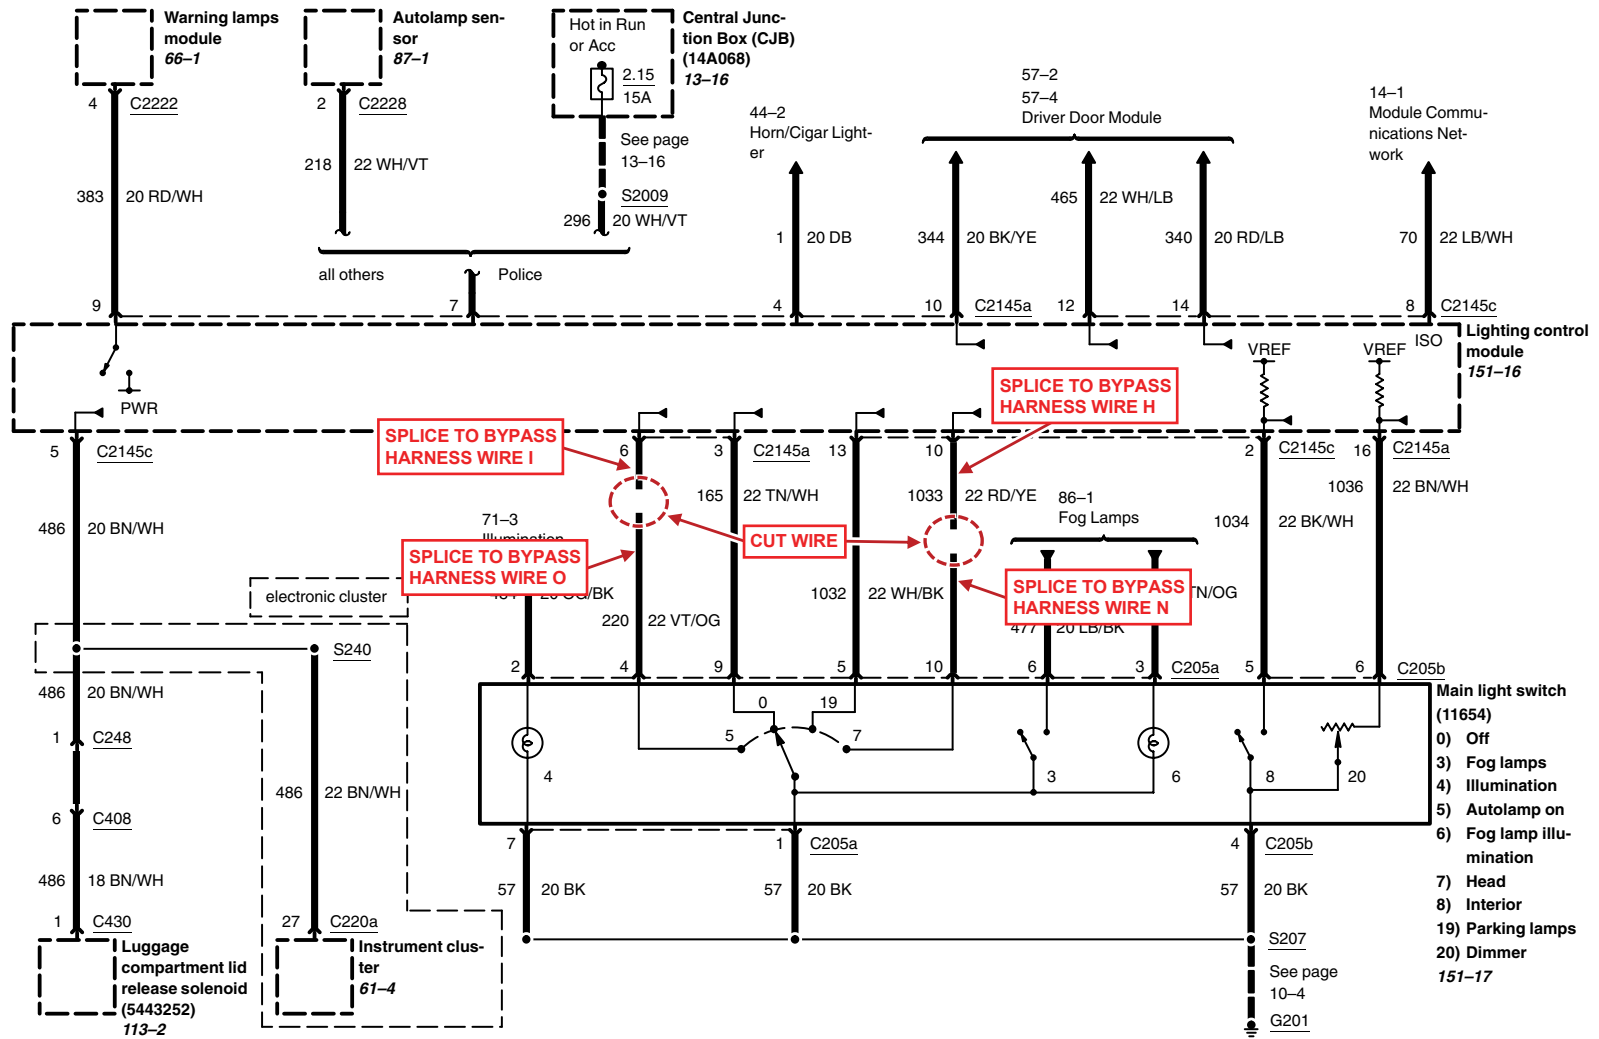 Warning lamps
module
66–1
Autolamp sen-
sor
87–1
Hot in Run
or Acc
2.15
15A
Central Junc-
tion Box (CJB)
(14A068)
13–16
4
C2222
2
C2228
See page
13–16
S2009
44–2
Horn/Cigar Light-
er
57–2
57–4
Driver Door Module
14–1
Module Commu-
nications Net-
work
383
20 RD/WH
218
22 WH/VT
296
20 WH/VT
1
20 DB
344
20 BK/YE
465
22 WH/LB
340
20 RD/LB
70
22 LB/WH
all others
Police
9
7
4
10
C2145a
12
14
8
C2145c
Lighting control
module
151–16
PWR
VREF
VREF
ISO
SPLICE TO BYPASS
HARNESS WIRE H
SPLICE TO BYPASS
HARNESS WIRE I
5
C2145c
6
3
C2145a
13
10
2
C2145c
16
C2145a
486
20 BN/WH
165
22 TN/WH
1033
22 RD/YE
86–1
Fog Lamps
1034
22 BK/WH
1036
22 BN/WH
71–3
Illumination
CUT WIRE
SPLICE TO BYPASS
HARNESS WIRE O
SPLICE TO BYPASS
HARNESS WIRE N
electronic cluster
20 OG/BK
220
22 VT/OG
1032
22 WH/BK
477
20 LB/BK
TN/OG
S240
2
4
9
5
10
6
3
C205a
5
6
C205b
486
20 BN/WH
1
C248
6
C408
486
22 BN/WH
486
18 BN/WH
1
C430
27
C220a
0
19
5
7
4
3
6
8
20
Main light switch
(11654)
0) Off
3) Fog lamps
4) Illumination
5) Autolamp on
6) Fog lamp illu-
mination
7) Head
8) Interior
19) Parking lamps
20) Dimmer
151–17
7
1
C205a
4
C205b
57
20 BK
57
20 BK
57
20 BK
S207
See page
10–4
G201
Luggage
compartment lid
release solenoid
(5443252)
113–2
Instrument clus-
ter
61–4